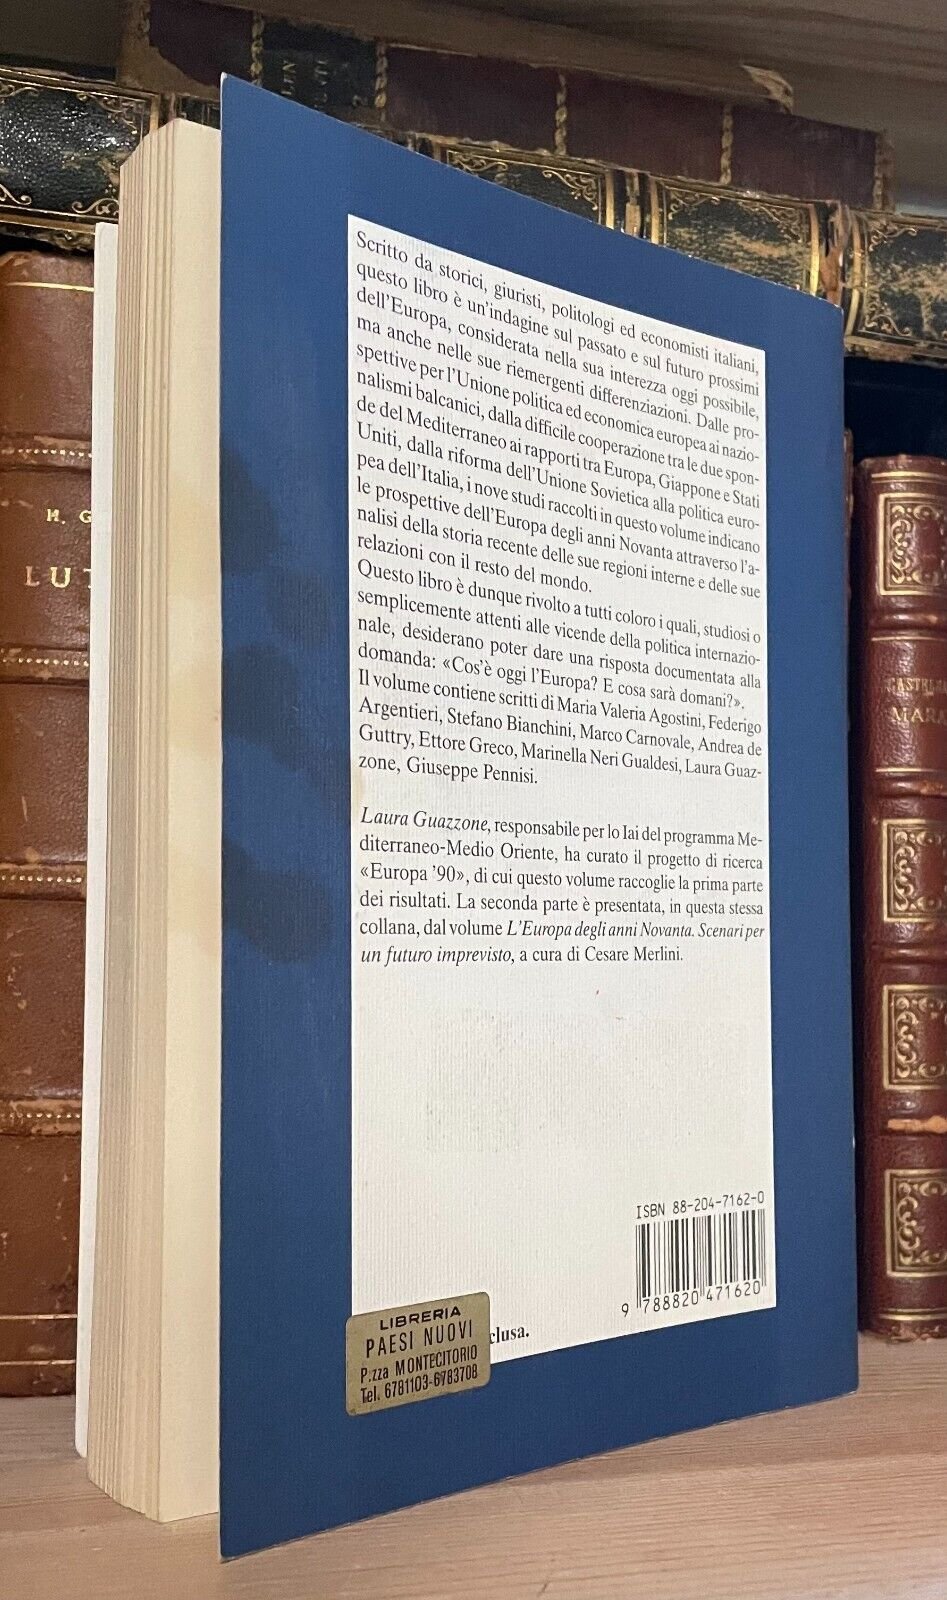 Scritto da storici, giuristi, politologi ed economisti italiani,
questo libro è un'indagine sul passato e sul futuro prossimi
dell'Europa, considerata nella sua interezza oggi possibile,
ma anche nelle sue riemergenti differenziazioni. Dalle pro-
spettive per l'Unione politica ed economica europea ai nazio-
nalismi balcanici, dalla difficile cooperazione tra le due spon-
de del Mediterraneo ai rapporti tra Europa, Giappone e Stati
Uniti, dalla riforma dell'Unione Sovietica alla politica euro-
pea dell'Italia, i nove studi raccolti in questo volume indicano
le prospettive dell'Europa degli anni Novanta attraverso l'a-
nalisi della storia recente delle sue regioni interne e delle sue
relazioni con il resto del mondo.
Questo libro è dunque rivolto a tutti coloro i quali, studiosi o
semplicemente attenti alle vicende della politica internazio-
nale, desiderano poter dare una risposta documentata alla
domanda: «Cos'è oggi l'Europa? E cosa sarà domani?».
Il volume contiene scritti di Maria Valeria Agostini, Federigo
Argentieri, Stefano Bianchini, Marco Carnovale, Andrea de
Guttry, Ettore Greco, Marinella Neri Gualdesi, Laura Guaz-
zone, Giuseppe Pennisi.
Laura Guazzone, responsabile per lo Iai del programma Me-
diterraneo-Medio Oriente, ha curato il progetto di ricerca
«Europa '90», di cui questo volume raccoglie la prima parte
dei risultati. La seconda parte è presentata, in questa stessa
collana, dal volume L'Europa degli anni Novanta. Scenari per
un futuro imprevisto, a cura di Cesare Merlini.
ISBN 88-204-7162-0
9 788820 471620
clusa.
LIBRERIA
PAESI NUOVI
P.zza MONTECITORIO
Tel. 6781103-6783708
H. G
LUT
MAR